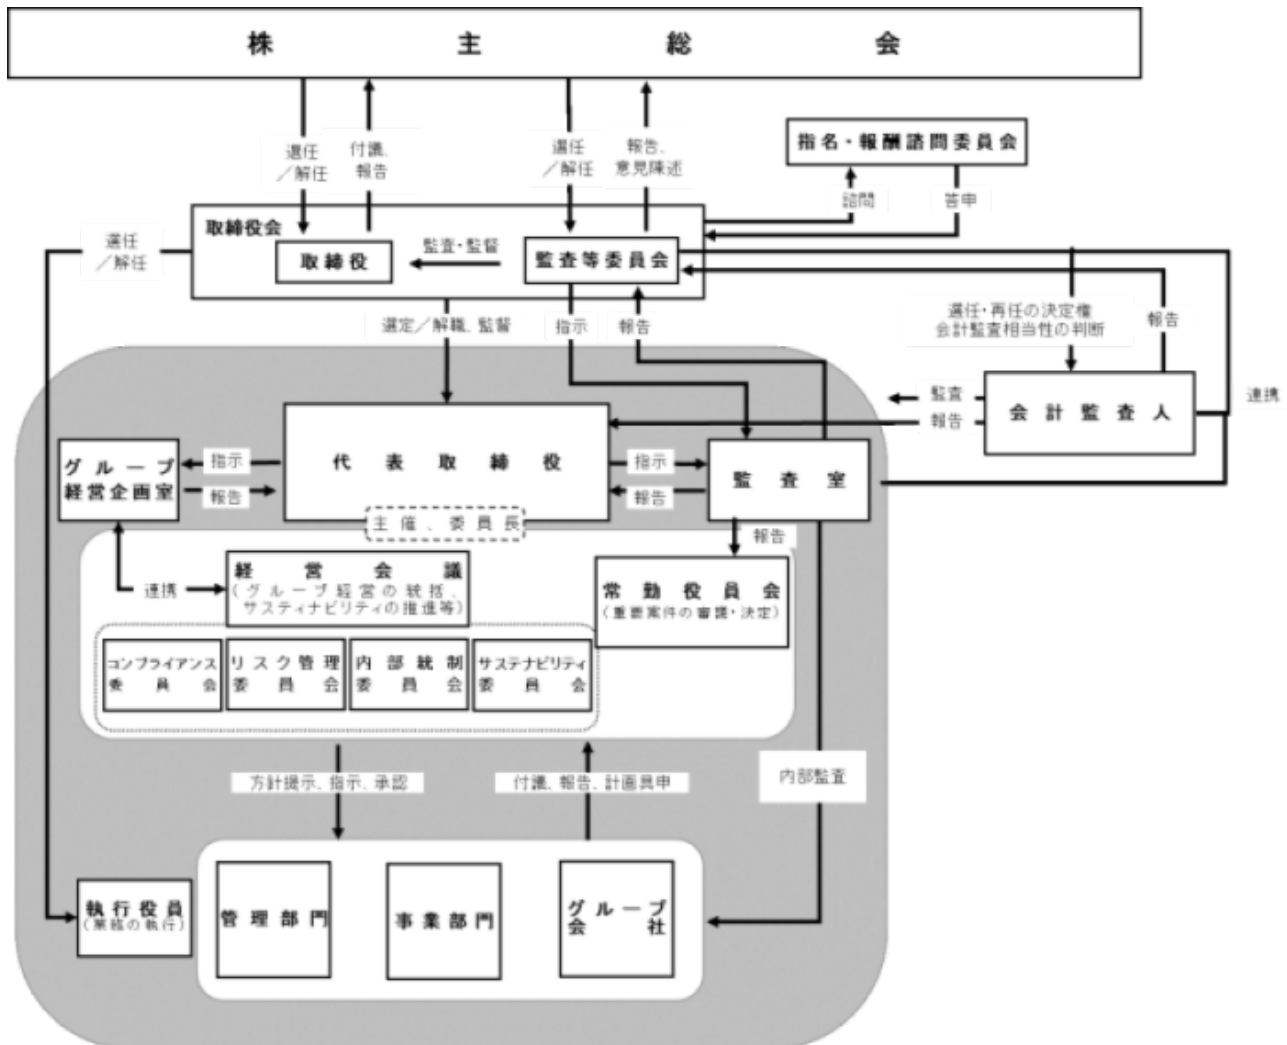 株主総会
選任
／解任
付議、
報告
選任
／解任
報告、
意見陳述
指名・報酬諮問委員会
諮問
答申
取締役会
取締役
監査・監督
監査等委員会
選任
／解任
選定／解職、監督
指示
報告
選任・再任の決定権
会計監査相当性の判断
報告
連携
監査
報告
会計監査人
代表取締役
主催、委員長
グループ
経営企画室
指示
報告
指示
報告
監査室
報告
連携
経営会議
（グループ経営の統括、
サスティナビリティの推進等）
常勤役員会
（重要案件の審議・決定）
コンプライアンス
委員会
リスク管理
委員会
内部統制
委員会
サステナビリティ
委員会
方針提示、指示、承認
付議、報告、計画具申
内部監査
執行役員
（業務の執行）
管理部門
事業部門
グループ
会社